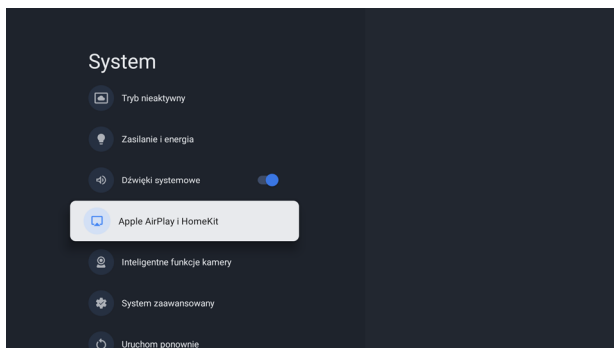 System
Tryb nieaktywny
Zasilanie i energia
Dźwięki systemowe
Apple AirPlay i HomeKit
Inteligentne funkcje kamery
System zaawansowany
Uruchom ponownie